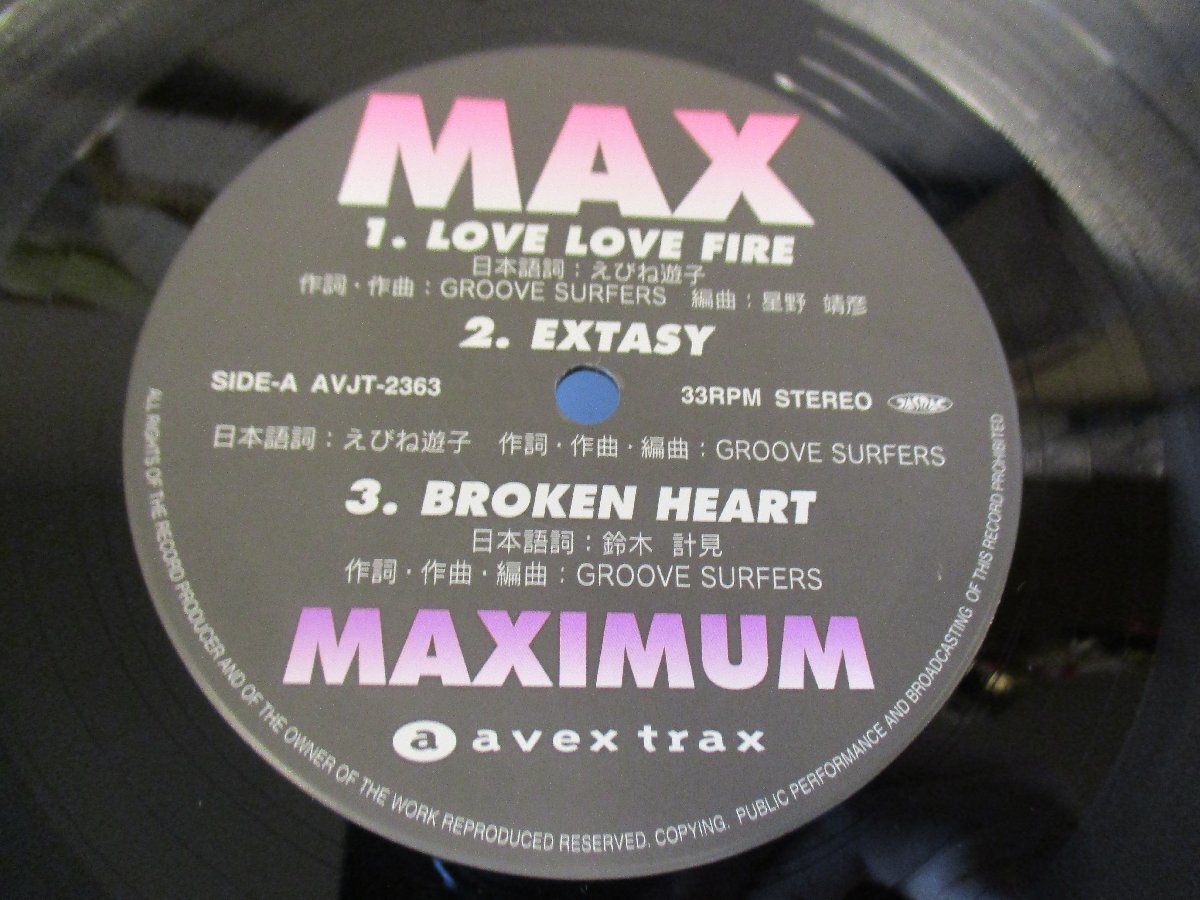 MAX
1. LOVE LOVE FIRE
日本語詞：えびね遊子
作詞・作曲：GROOVE SURFERS 編曲：星野 靖彦
2. EXTASY
SIDE-A AVJT-2363 33RPM STEREO JASRAC
日本語詞：えびね遊子 作詞・作曲・編曲：GROOVE SURFERS
3. BROKEN HEART
日本語詞：鈴木 計見
作詞・作曲・編曲：GROOVE SURFERS
MAXIMUM
a avex trax
ALL RIGHTS OF THE RECORD PRODUCER AND OF THE OWNER OF THE WORK REPRODUCED RESERVED. COPYING. PUBLIC PERFORMANCE AND BROADCASTING OF THIS RECORD PROHIBITED